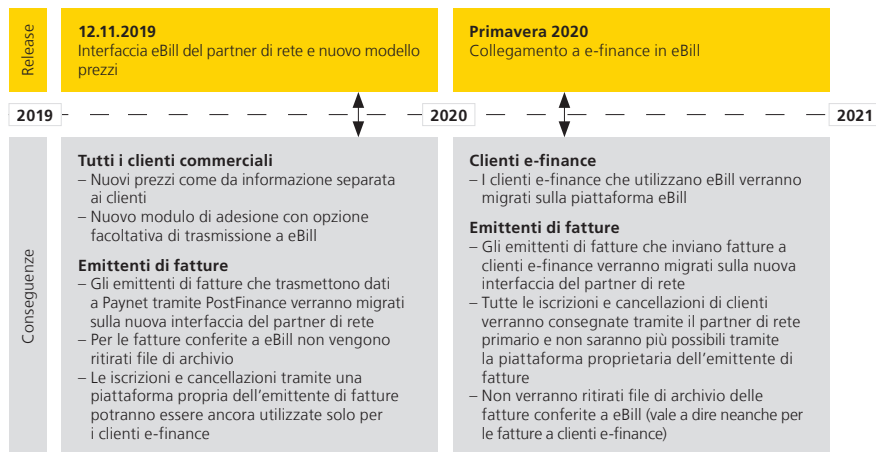 Release
12.11.2019
Interfaccia eBill del partner di rete e nuovo modello
prezzi
Primavera 2020
Collegamento a e-finance in eBill
2019
2020
2021
Conseguenze
Tutti i clienti commerciali
– Nuovi prezzi come da informazione separata
ai clienti
– Nuovo modulo di adesione con opzione
facoltativa di trasmissione a eBill
Emittenti di fatture
– Gli emittenti di fatture che trasmettono dati
a Paynet tramite PostFinance verranno migrati
sulla nuova interfaccia del partner di rete
– Per le fatture conferite a eBill non vengono
ritirati file di archivio
– Le iscrizioni e cancellazioni tramite una
piattaforma propria dell’emittente di fatture
potranno essere ancora utilizzate solo per
i clienti e-finance
Clienti e-finance
– I clienti e-finance che utilizzano eBill verranno
migrati sulla piattaforma eBill
Emittenti di fatture
– Gli emittenti di fatture che inviano fatture a
clienti e-finance verranno migrati sulla nuova
interfaccia del partner di rete
– Tutte le iscrizioni e cancellazioni di clienti
verranno consegnate tramite il partner di rete
primario e non saranno più possibili tramite
la piattaforma proprietaria dell’emittente di
fatture
– Non verranno ritirati file di archivio delle
fatture conferite a eBill (vale a dire neanche per
le fatture a clienti e-finance)